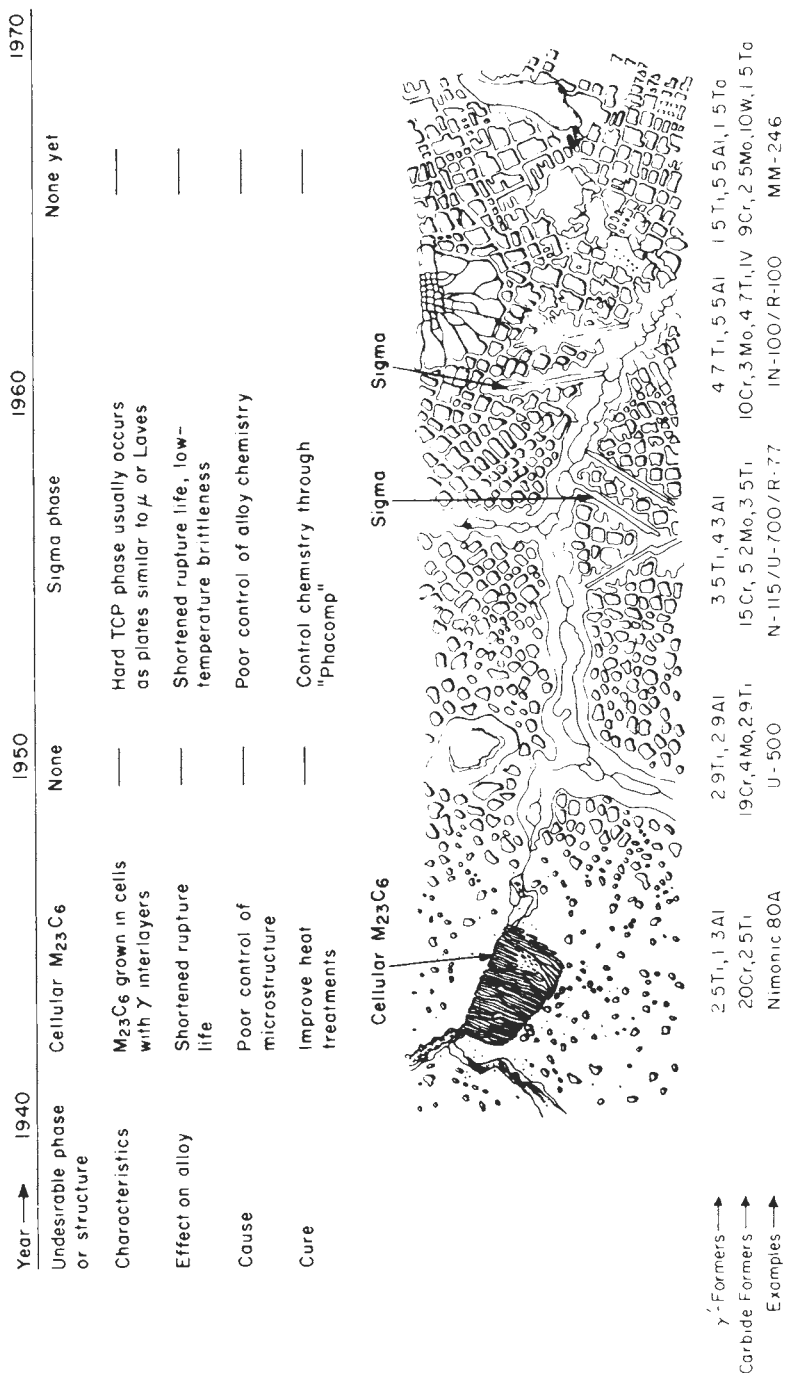 Year → 1940 1950 1960 1970
Undesirable phase Cellular M₂₃C₆ None Sigma phase None yet
or structure
Characteristics M₂₃C₆ grown in cells — Hard TCP phase usually occurs —
with γ interlayers as plates similar to μ or Laves
Effect on alloy Shortened rupture — Shortened rupture life, low- —
life temperature brittleness
Cause Poor control of — Poor control of alloy chemistry —
microstructure
Cure Improve heat — Control chemistry through —
treatments "Phacomp"
Cellular M₂₃C₆ Sigma Sigma
γ'-Formers → 2 5Ti, 1 3Al 2 9Ti, 2 9Al 3 5Ti, 4 3Al 4 7Ti, 5 5Al 1 5Ti, 5 5Al, 1 5Ta
Carbide Formers → 20Cr, 2 5Ti 19Cr, 4Mo, 2 9Ti 15Cr, 5 2Mo, 3 5Ti 10Cr, 3Mo, 4 7Ti, 1V 9Cr, 2 5Mo, 10W, 1 5Ta
Examples → Nimonic 80A U-500 N-115/U-700/R-77 IN-100/R-100 MM-246